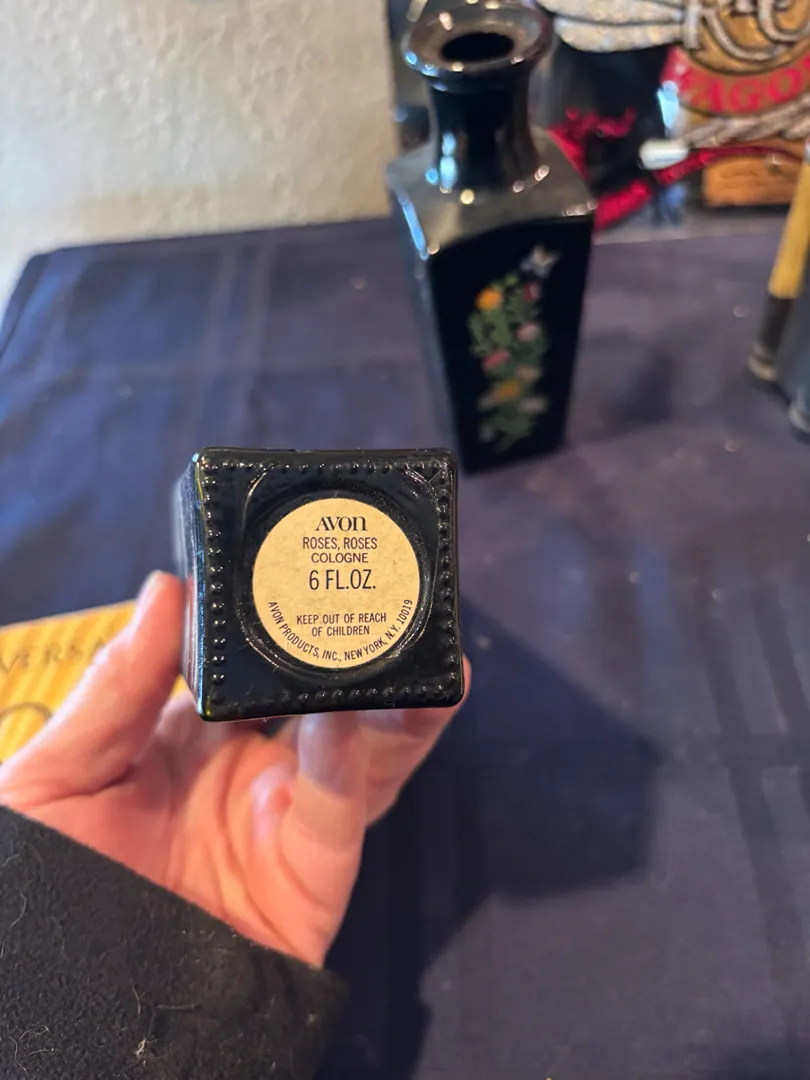 AVON
ROSES, ROSES
COLOGNE
6 FL.OZ.
KEEP OUT OF REACH
OF CHILDREN
AVON PRODUCTS, INC., NEW YORK, N.Y. 10019
VERSA